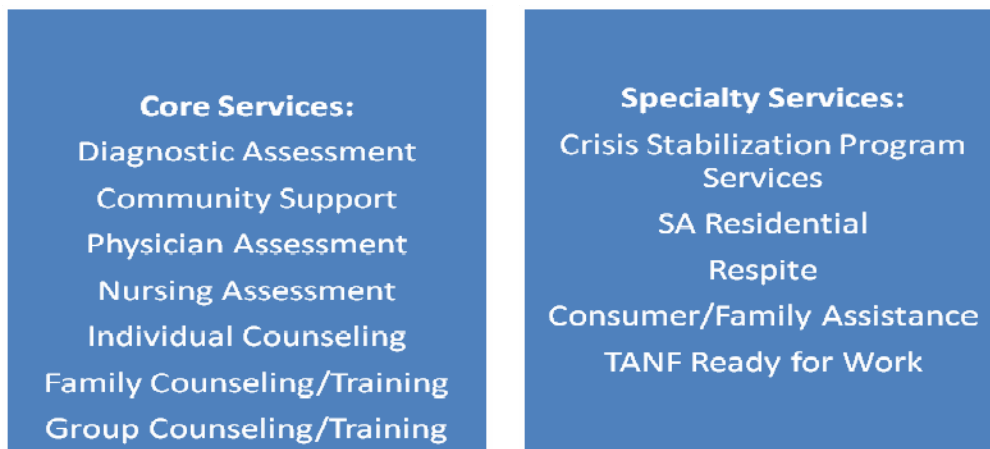 Core Services:
Diagnostic Assessment
Community Support
Physician Assessment
Nursing Assessment
Individual Counseling
Family Counseling/Training
Group Counseling/Training
Specialty Services:
Crisis Stabilization Program
Services
SA Residential
Respite
Consumer/Family Assistance
TANF Ready for Work